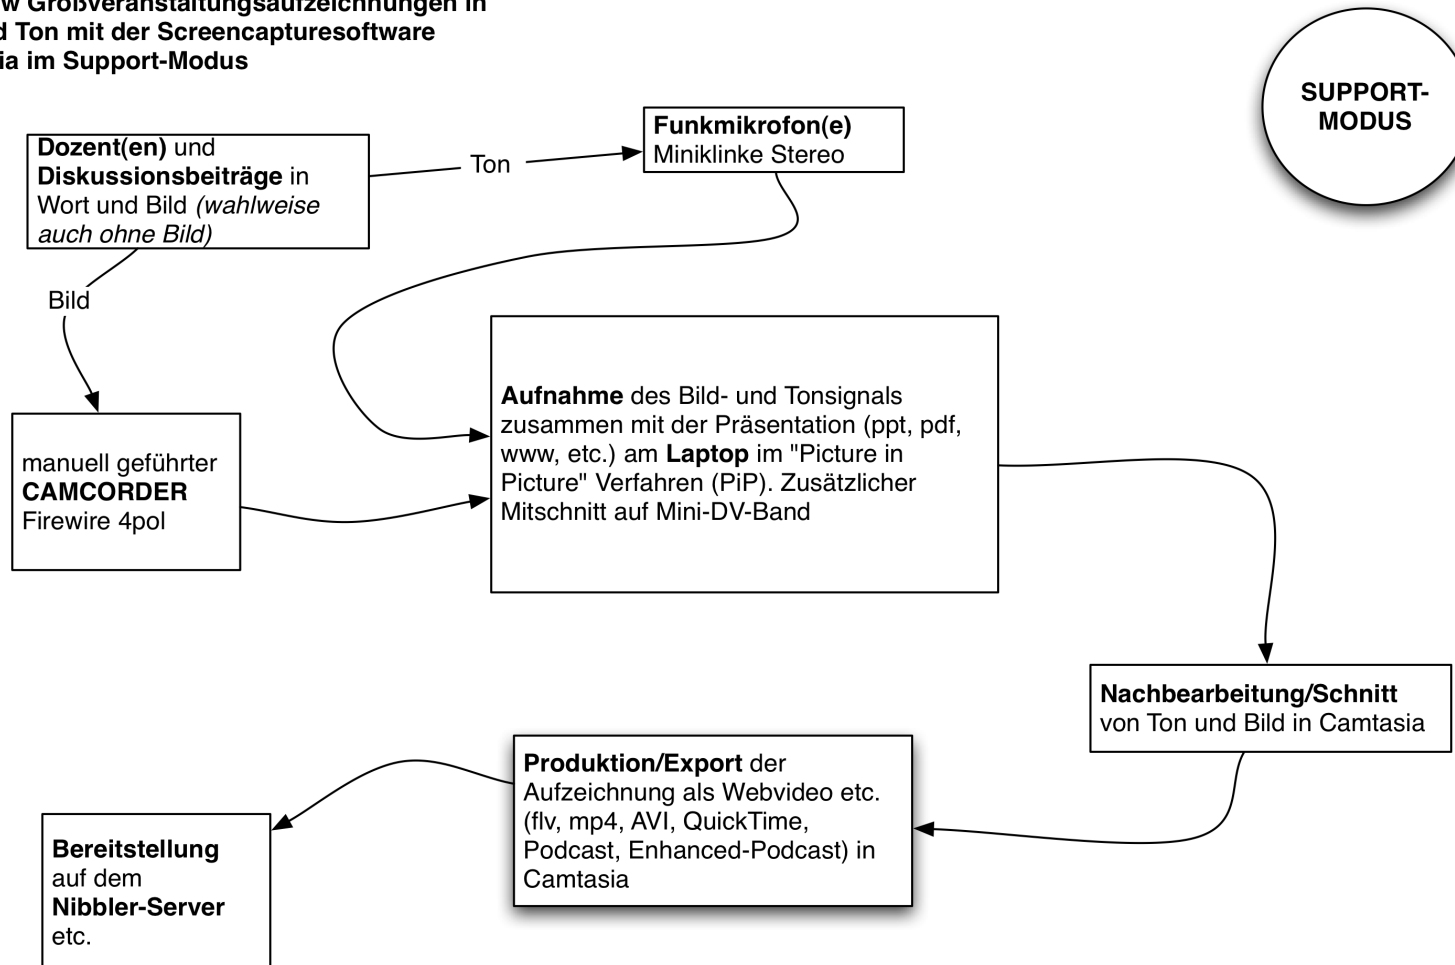 Großveranstaltungsaufzeichnungen in
Ton mit der Screencapturesoftware
im Support-Modus
SUPPORT-
MODUS
Dozent(en) und
Diskussionsbeiträge in
Wort und Bild (wahlweise
auch ohne Bild)
Ton
Funkmikrofon(e)
Miniklinke Stereo
Bild
manuell geführter
CAMCORDER
Firewire 4pol
Aufnahme des Bild- und Tonsignals
zusammen mit der Präsentation (ppt, pdf,
www, etc.) am Laptop im "Picture in
Picture" Verfahren (PiP). Zusätzlicher
Mitschnitt auf Mini-DV-Band
Nachbearbeitung/Schnitt
von Ton und Bild in Camtasia
Produktion/Export der
Aufzeichnung als Webvideo etc.
(flv, mp4, AVI, QuickTime,
Podcast, Enhanced-Podcast) in
Camtasia
Bereitstellung
auf dem
Nibbler-Server
etc.